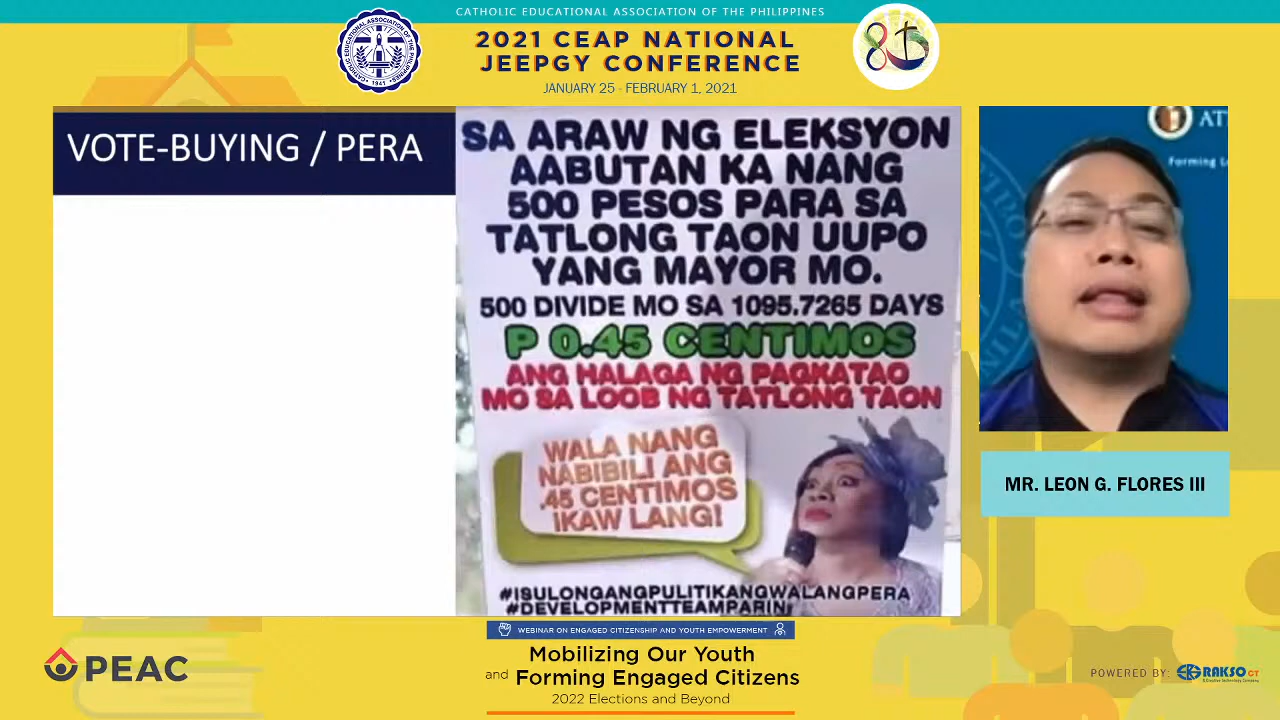 CATHOLIC EDUCATIONAL ASSOCIATION OF THE PHILIPPINES
2021 CEAP NATIONAL
JEEPGY CONFERENCE
JANUARY 25 - FEBRUARY 1, 2021
VOTE-BUYING / PERA
SA ARAW NG ELEKSYON
AABUTAN KA NANG
500 PESOS PARA SA
TATLONG TAON UUPO
YANG MAYOR MO.
500 DIVIDE MO SA 1095.7265 DAYS
P 0.45 CENTIMOS
ANG HALAGA NG PAGKATAO
MO SA LOOB NG TATLONG TAON
WALA NANG
NABIBILI ANG
.45 CENTIMOS
IKAW LANG!
#ISULONGANGPULITIKANGWALANGPERA
#DEVELOPMENTTEAMPARIN
MR. LEON G. FLORES III
PEAC
WEBINAR ON ENGAGED CITIZENSHIP AND YOUTH EMPOWERMENT
Mobilizing Our Youth
and Forming Engaged Citizens
2022 Elections and Beyond
POWERED BY: RAKSO CT